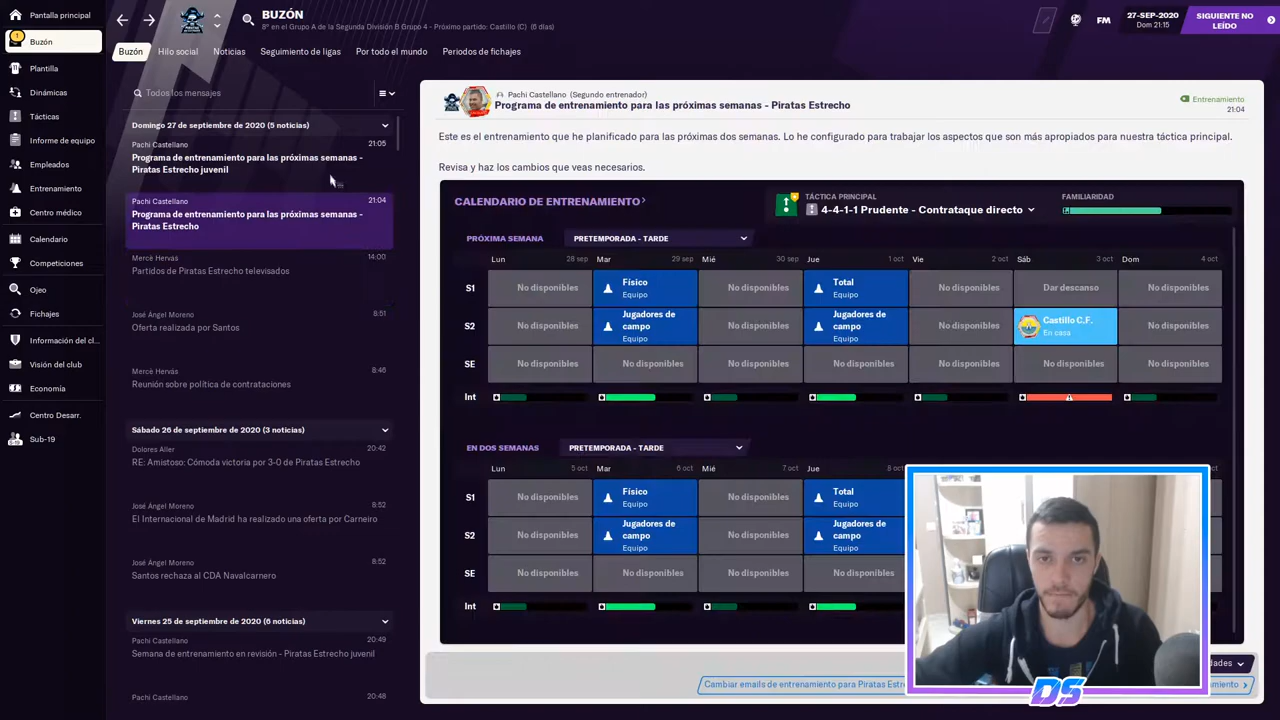 Pantalla principal
1
Buzón
Plantilla
Dinámicas
Tácticas
Informe de equipo
Empleados
Entrenamiento
Centro médico
Calendario
Competiciones
Ojeo
Fichajes
Información del cl...
Visión del club
Economía
Centro Desarr.
Sub-19
BUZÓN
8º en el Grupo A de la Segunda División B Grupo 4 - Próximo partido: Castillo (C) (6 días)
FM
27-SEP-2020
Dom 21:15
SIGUIENTE NO
LEÍDO
Buzón
Hilo social
Noticias
Seguimiento de ligas
Por todo el mundo
Periodos de fichajes
Todos los mensajes
Domingo 27 de septiembre de 2020 (5 noticias)
Pachi Castellano
21:05
Programa de entrenamiento para las próximas semanas -
Piratas Estrecho juvenil
Pachi Castellano
21:04
Programa de entrenamiento para las próximas semanas -
Piratas Estrecho
Mercè Hervás
14:00
Partidos de Piratas Estrecho televisados
José Ángel Moreno
8:51
Oferta realizada por Santos
Mercè Hervás
8:46
Reunión sobre política de contrataciones
Sábado 26 de septiembre de 2020 (3 noticias)
Dolores Aller
20:42
RE: Amistoso: Cómoda victoria por 3-0 de Piratas Estrecho
José Ángel Moreno
8:52
El Internacional de Madrid ha realizado una oferta por Carneiro
José Ángel Moreno
8:52
Santos rechaza al CDA Navalcarnero
Viernes 25 de septiembre de 2020 (6 noticias)
Pachi Castellano
20:49
Semana de entrenamiento en revisión - Piratas Estrecho juvenil
Pachi Castellano
20:48
Pachi Castellano (Segundo entrenador)
Programa de entrenamiento para las próximas semanas - Piratas Estrecho
Entrenamiento
21:04
Este es el entrenamiento que he planificado para las próximas dos semanas. Lo he configurado para trabajar los aspectos que son más apropiados para nuestra táctica principal.
Revisa y haz los cambios que veas necesarios.
CALENDARIO DE ENTRENAMIENTO
TÁCTICA PRINCIPAL
4-4-1-1 Prudente - Contrataque directo
FAMILIARIDAD
PRÓXIMA SEMANA
PRETEMPORADA - TARDE
Lun 28 sep Mar 29 sep Mié 30 sep Jue 1 oct Vie 2 oct Sáb 3 oct Dom 4 oct
S1 No disponibles Físico Equipo No disponibles Total Equipo No disponibles Dar descanso No disponibles
S2 No disponibles Jugadores de campo Equipo No disponibles Jugadores de campo Equipo No disponibles Castillo C.F. En casa No disponibles
SE No disponibles No disponibles No disponibles No disponibles No disponibles No disponibles No disponibles
Int
EN DOS SEMANAS
PRETEMPORADA - TARDE
Lun 5 oct Mar 6 oct Mié 7 oct Jue 8 oct oct
S1 No disponibles Físico Equipo No disponibles Total Equipo
S2 No disponibles Jugadores de campo Equipo No disponibles Jugadores de campo Equipo
SE No disponibles No disponibles No disponibles No disponibles
Int
dades
Cambiar emails de entrenamiento para Piratas Estre
amiento
DS